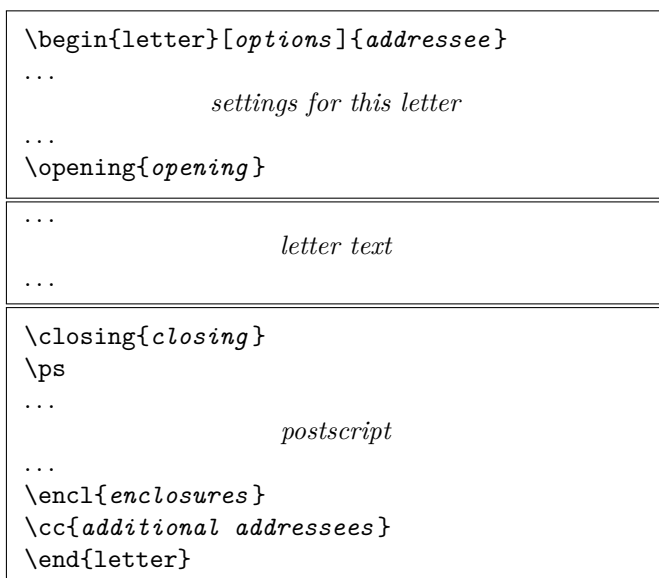 \begin{letter}[options]{addressee}
...
settings for this letter
...
\opening{opening}
...
letter text
...
\closing{closing}
\ps
...
postscript
...
\encl{enclosures}
\cc{additional addressees}
\end{letter}